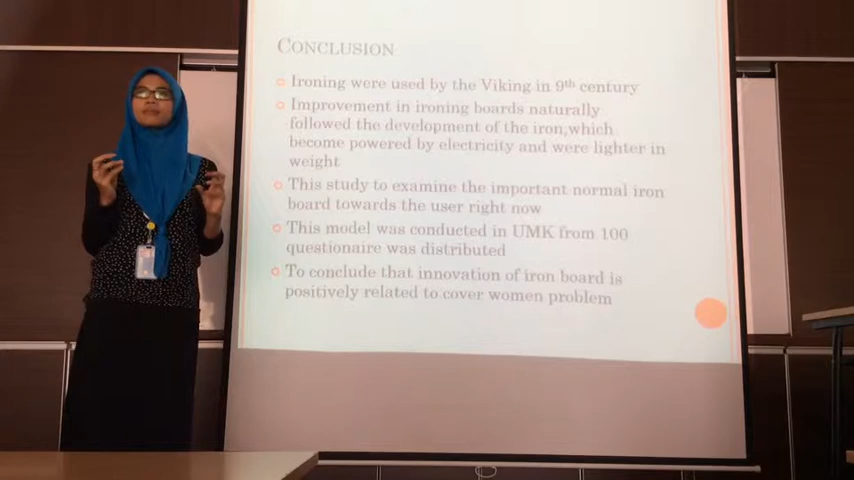 CONCLUSION
Ironing were used by the Viking in 9th century
Improvement in ironing boards naturally
followed the development of the iron,which
become powered by electricity and were lighter in
weight
This study to examine the important normal iron
board towards the user right now
This model was conducted in UMK from 100
questionaire was distributed
To conclude that innovation of iron board is
positively related to cover women problem